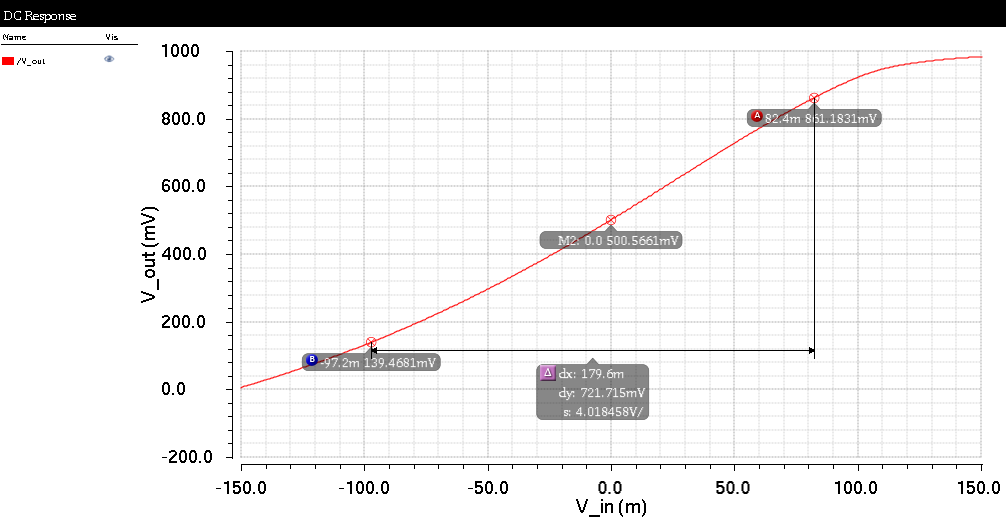 DC Response
Name Vis
/V_out
1000
800.0
600.0
400.0
200.0
0.0
-200.0
V_out (mV)
A 82.4m 861.1831mV
M2: 0.0 500.5661mV
B -97.2m 139.4681mV
Δ dx: 179.6m
dy: 721.715mV
s: 4.018458V/
-150.0 -100.0 -50.0 0.0 50.0 100.0 150.0
V_in (m)